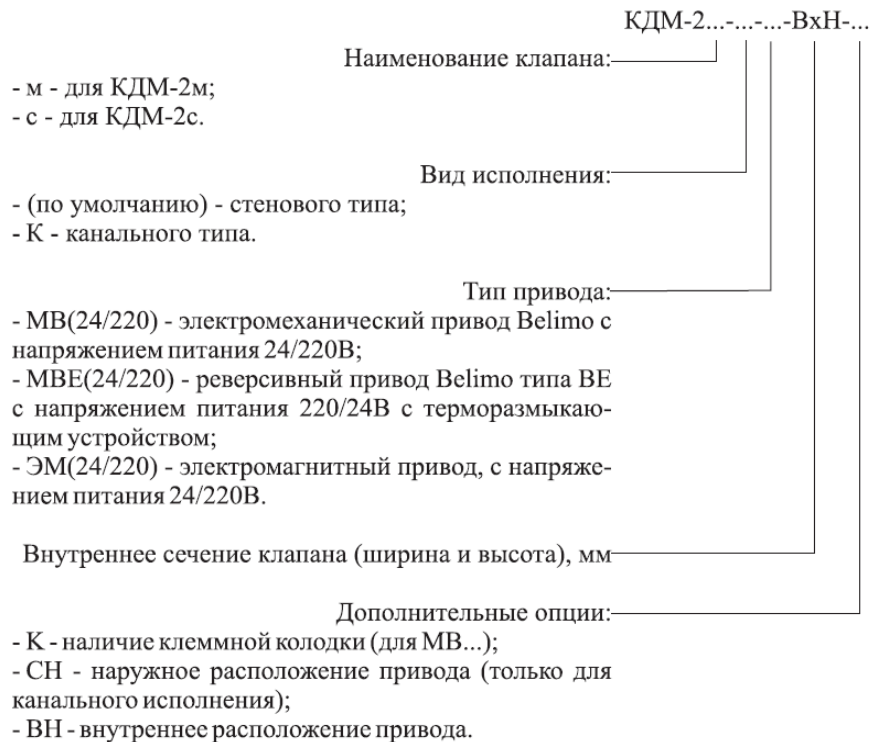 КДМ-2...-...-...-ВхН-...
Наименование клапана:
- м - для КДМ-2м;
- с - для КДМ-2с.
Вид исполнения:
- (по умолчанию) - стенового типа;
- К - канального типа.
Тип привода:
- МВ(24/220) - электромеханический привод Belimo с
напряжением питания 24/220В;
- МВЕ(24/220) - реверсивный привод Belimo типа ВЕ
с напряжением питания 220/24В с терморазмыкаю-
щим устройством;
- ЭМ(24/220) - электромагнитный привод, с напряже-
нием питания 24/220В.
Внутреннее сечение клапана (ширина и высота), мм
Дополнительные опции:
- К - наличие клеммной колодки (для МВ...);
- СН - наружное расположение привода (только для
канального исполнения);
- ВН - внутреннее расположение привода.